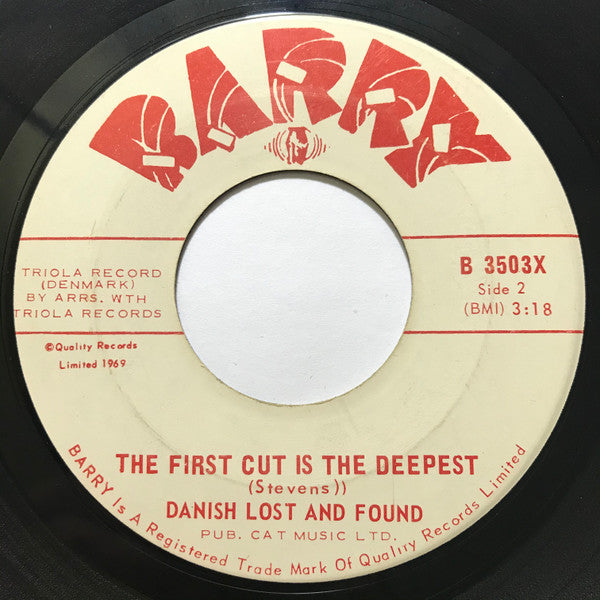 BARRY
TRIOLA RECORD
(DENMARK)
BY ARRS. WTH
TRIOLA RECORDS
B 3503X
Side 2
(BMI) 3:18
©Quality Records
Limited 1969
THE FIRST CUT IS THE DEEPEST
(Stevens))
DANISH LOST AND FOUND
PUB. CAT MUSIC LTD.
BARRY Is A Registered Trade Mark Of Quality Records Limited